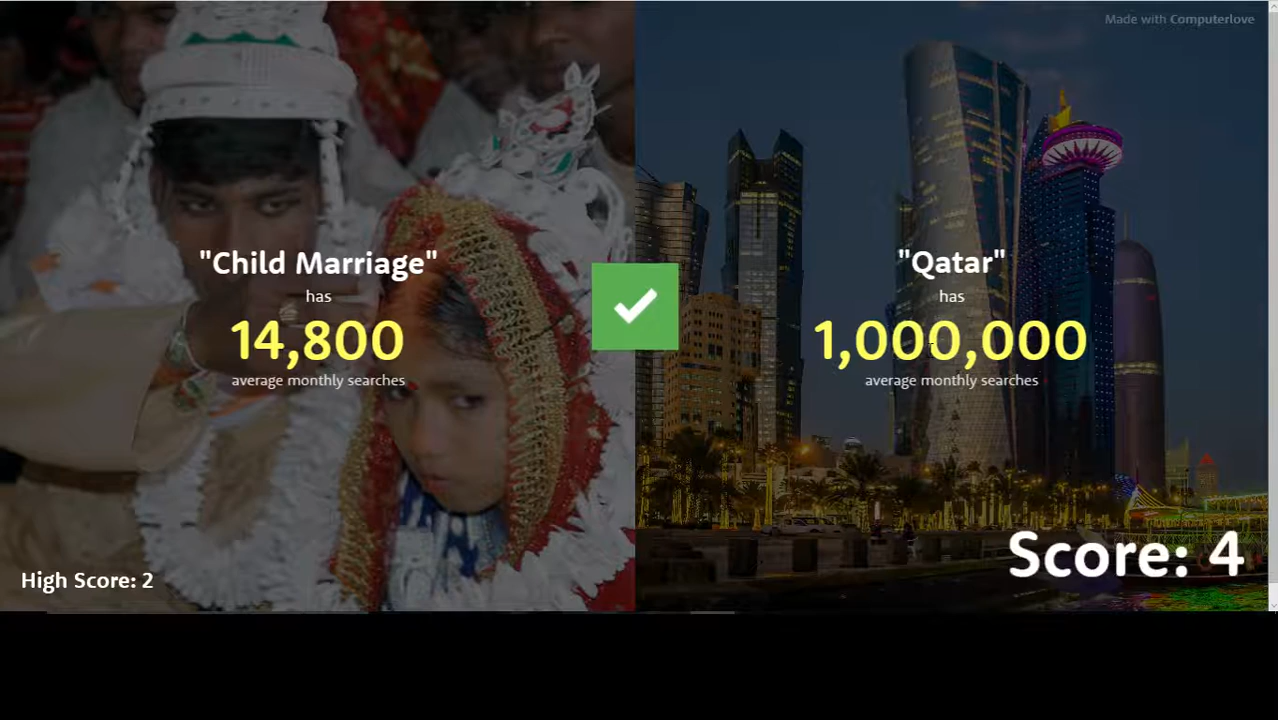 Made with Computerlove
"Child Marriage"
has
14,800
average monthly searches
"Qatar"
has
1,000,000
average monthly searches
Score: 4
High Score: 2